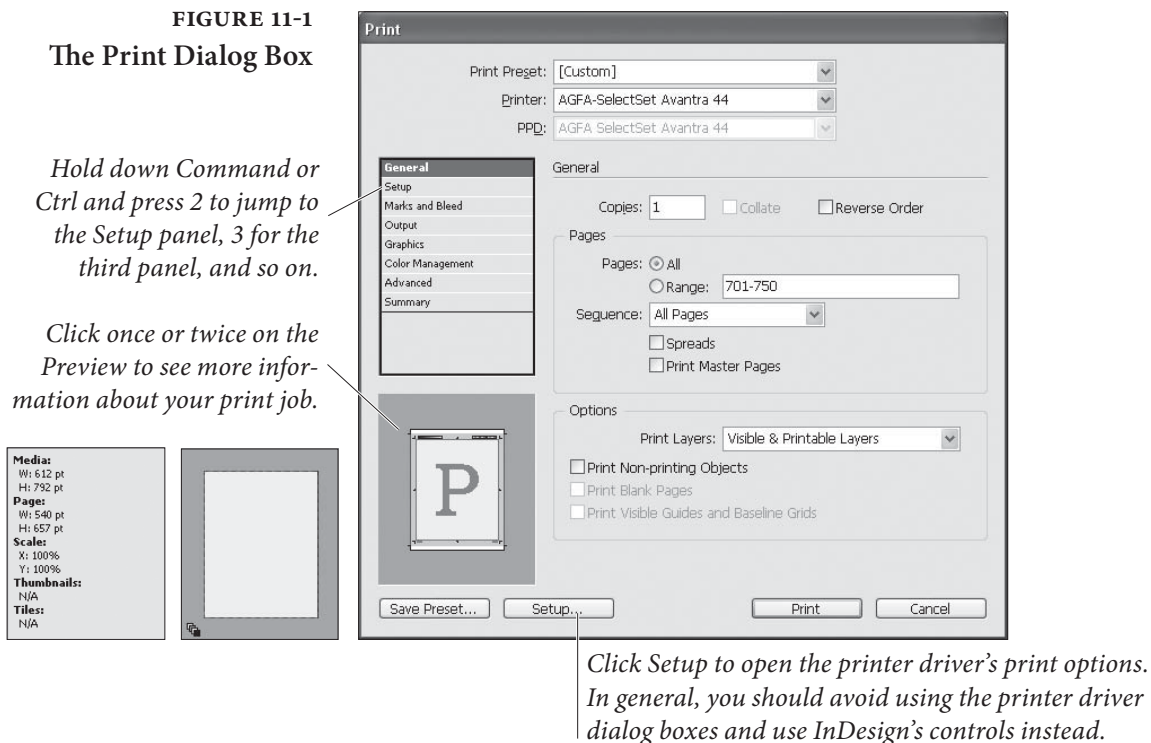 FIGURE 11-1
The Print Dialog Box
Hold down Command or
Ctrl and press 2 to jump to
the Setup panel, 3 for the
third panel, and so on.
Click once or twice on the
Preview to see more infor-
mation about your print job.
Media:
W: 612 pt
H: 792 pt
Page:
W: 540 pt
H: 657 pt
Scale:
X: 100%
Y: 100%
Thumbnails:
N/A
Tiles:
N/A
Print
Print Preset: [Custom]
Printer: AGFA-SelectSet Avantra 44
PPD: AGFA SelectSet Avantra 44
General
Setup
Marks and Bleed
Output
Graphics
Color Management
Advanced
Summary
P
General
Copies: 1 Collate Reverse Order
Pages
Pages: All
Range: 701-750
Sequence: All Pages
Spreads
Print Master Pages
Options
Print Layers: Visible & Printable Layers
Print Non-printing Objects
Print Blank Pages
Print Visible Guides and Baseline Grids
Save Preset... Setup... Print Cancel
Click Setup to open the printer driver's print options.
In general, you should avoid using the printer driver
dialog boxes and use InDesign's controls instead.